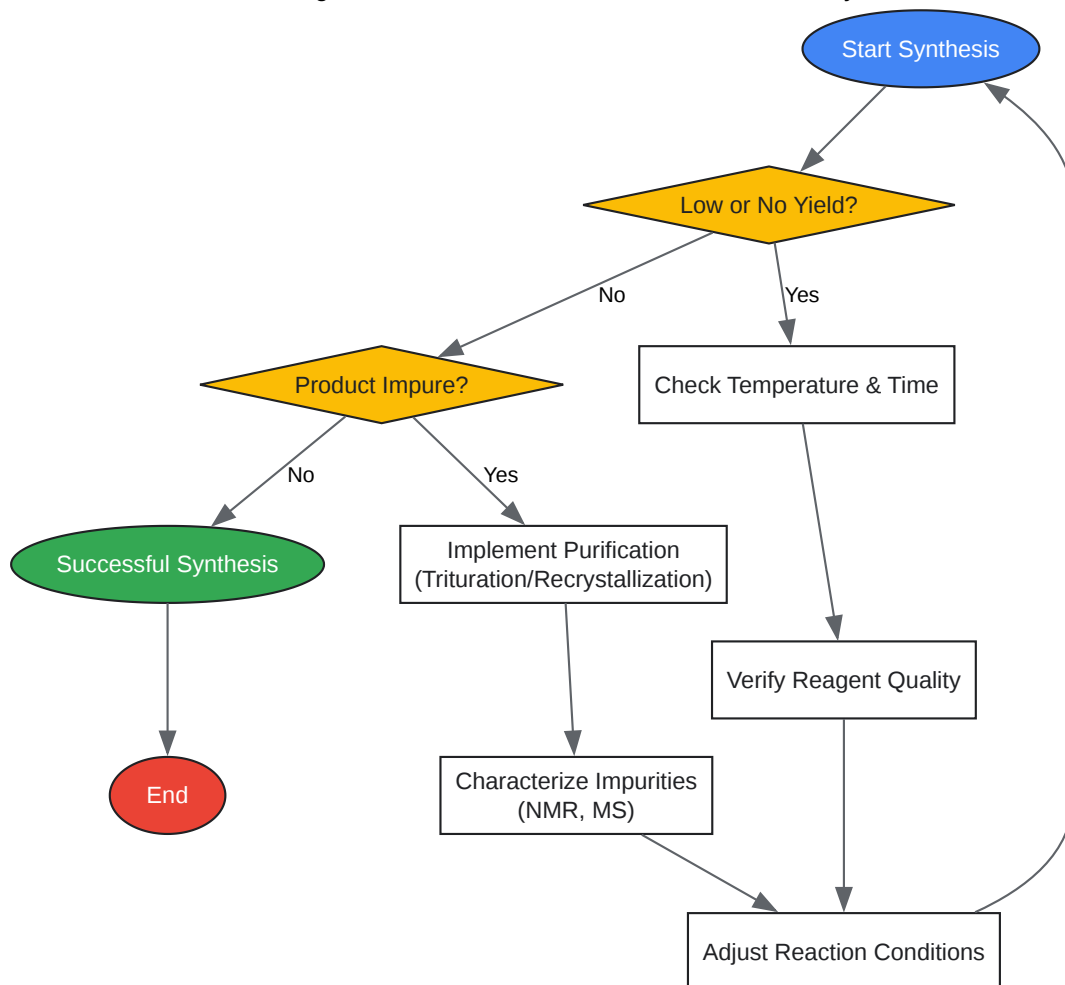 Start Synthesis
Low or No Yield?
No
Yes
Product Impure?
Check Temperature & Time
No
Yes
Successful Synthesis
Implement Purification
(Trituration/Recrystallization)
Verify Reagent Quality
End
Characterize Impurities
(NMR, MS)
Adjust Reaction Conditions